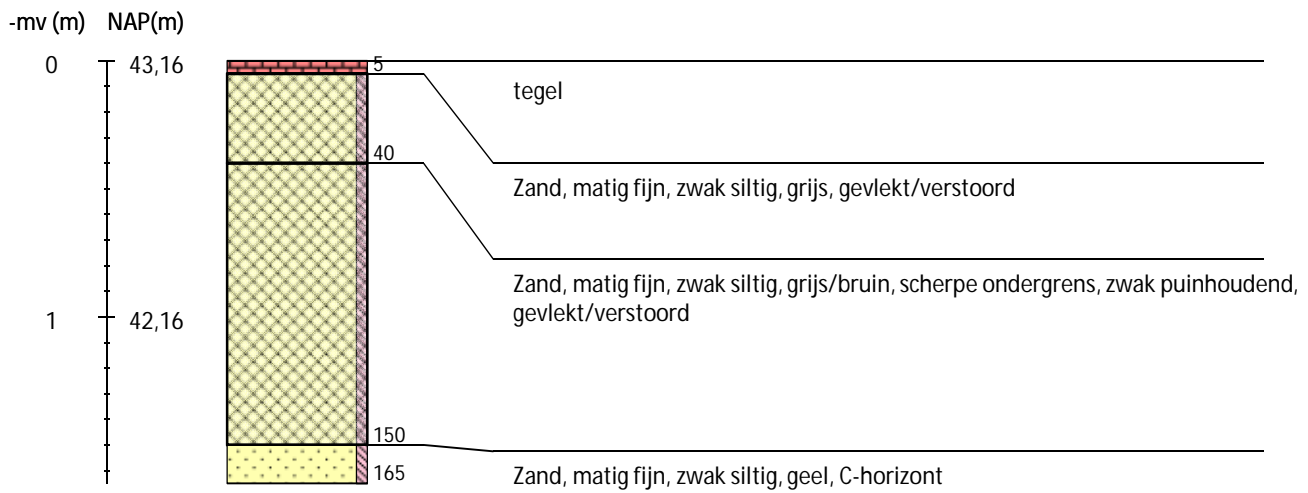 -mv (m) NAP(m)
0 43,16
5
tegel
40
Zand, matig fijn, zwak siltig, grijs, gevlekt/verstoord
Zand, matig fijn, zwak siltig, grijs/bruin, scherpe ondergrens, zwak puinhoudend,
gevlekt/verstoord
1 42,16
150
165
Zand, matig fijn, zwak siltig, geel, C-horizont